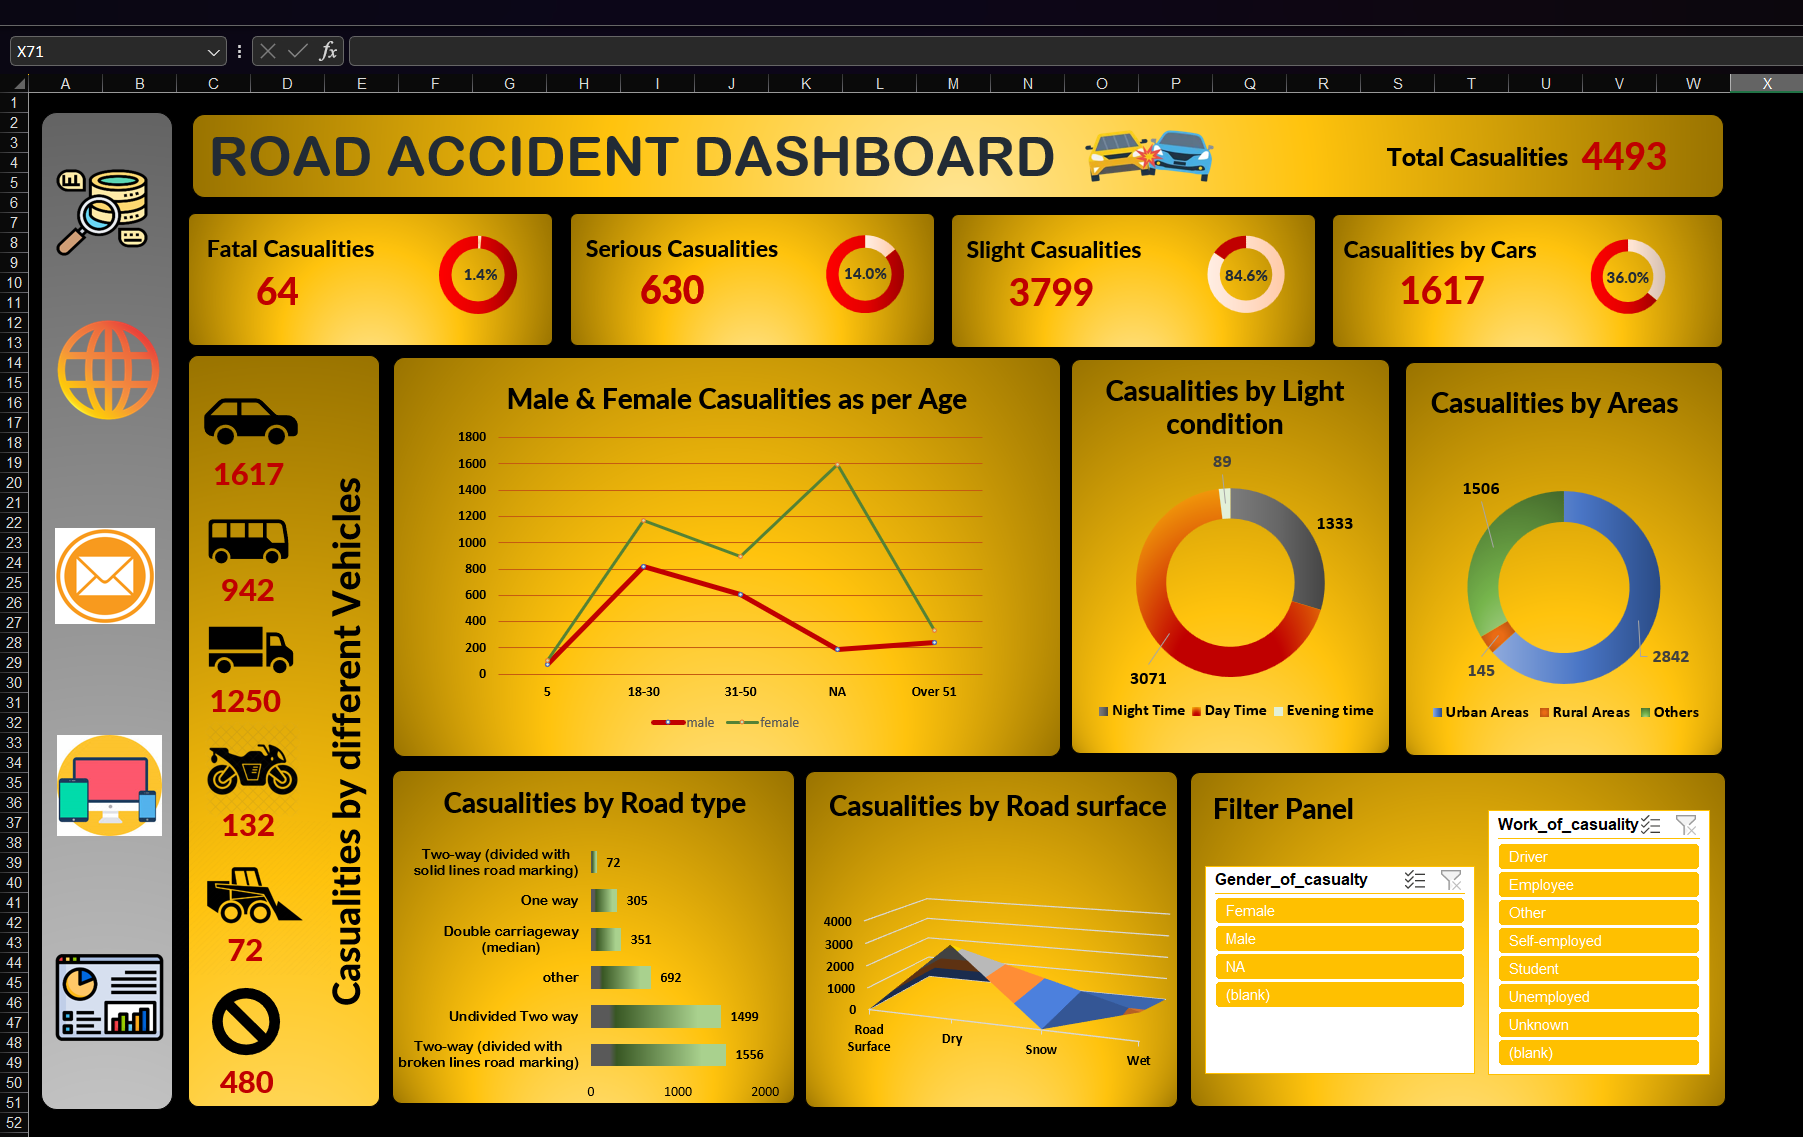 X71
fx
A B C D E F G H I J K L M N O P Q R S T U V W X
1
2
3
4
5
6
7
8
9
10
11
12
13
14
15
16
17
18
19
20
21
22
23
24
25
26
27
28
29
30
31
32
33
34
35
36
37
38
39
40
41
42
43
44
45
46
47
48
49
50
51
52
ROAD ACCIDENT DASHBOARD
Total Casualities 4493
Fatal Casualities
64
1.4%
Serious Casualities
630
14.0%
Slight Casualities
3799
84.6%
Casualities by Cars
1617
36.0%
1617
942
1250
132
72
480
Casualities by different Vehicles
Male & Female Casualities as per Age
1800
1600
1400
1200
1000
800
600
400
200
0
5 18-30 31-50 NA Over 51
male female
Casualities by Light
condition
89
1333
3071
Night Time Day Time Evening time
Casualities by Areas
1506
2842
145
Urban Areas Rural Areas Others
Casualities by Road type
Two-way (divided with
solid lines road marking)
72
One way
305
Double carriageway
(median)
351
other
692
Undivided Two way
1499
Two-way (divided with
broken lines road marking)
1556
0 1000 2000
Casualities by Road surface
4000
3000
2000
1000
0
Road
Surface
Dry
Snow
Wet
Filter Panel
Gender_of_casualty
Female
Male
NA
(blank)
Work_of_casuality
Driver
Employee
Other
Self-employed
Student
Unemployed
Unknown
(blank)